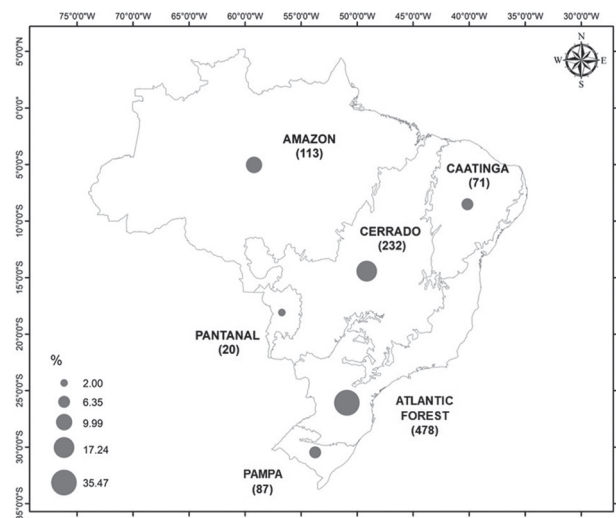 75°0'0"W 70°0'0"W 65°0'0"W 60°0'0"W 55°0'0"W 50°0'0"W 45°0'0"W 40°0'0"W 35°0'0"W 30°0'0"W
N
W E
S
5°0'0"N
0°0'0"
5°0'0"S
10°0'0"S
15°0'0"S
20°0'0"S
25°0'0"S
30°0'0"S
35°0'0"S
AMAZON
(113)
CAATINGA
(71)
CERRADO
(232)
PANTANAL
(20)
ATLANTIC
FOREST
(478)
PAMPA
(87)
%
2.00
6.35
9.99
17.24
35.47